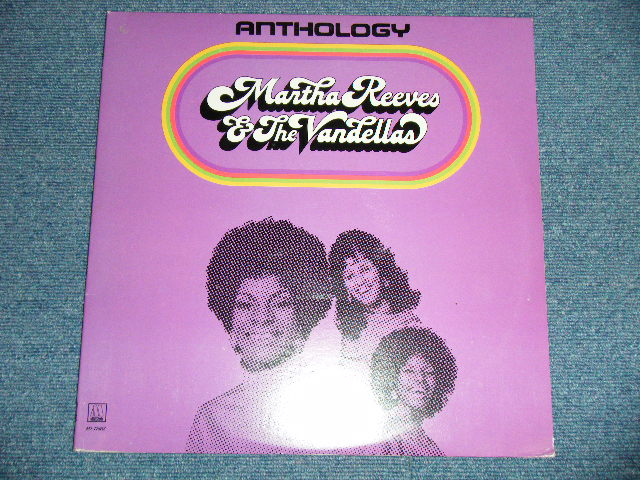 ANTHOLOGY
Martha Reeves
& The Vandellas